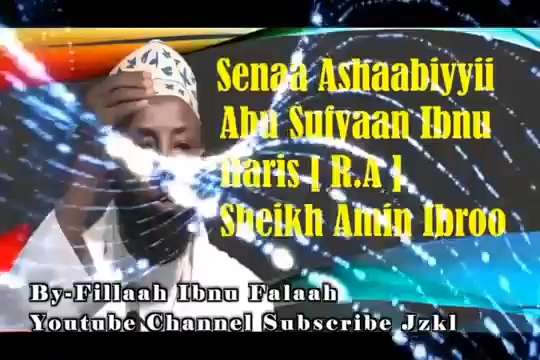 Senaa Ashaabiyyii
Abu Sufyaan Ibnu
Haris [ R.A ]
Sheikh Amin Ibroo
By-Fillaah Ibnu Falaah
Youtube Channel Subscribe Jzkl